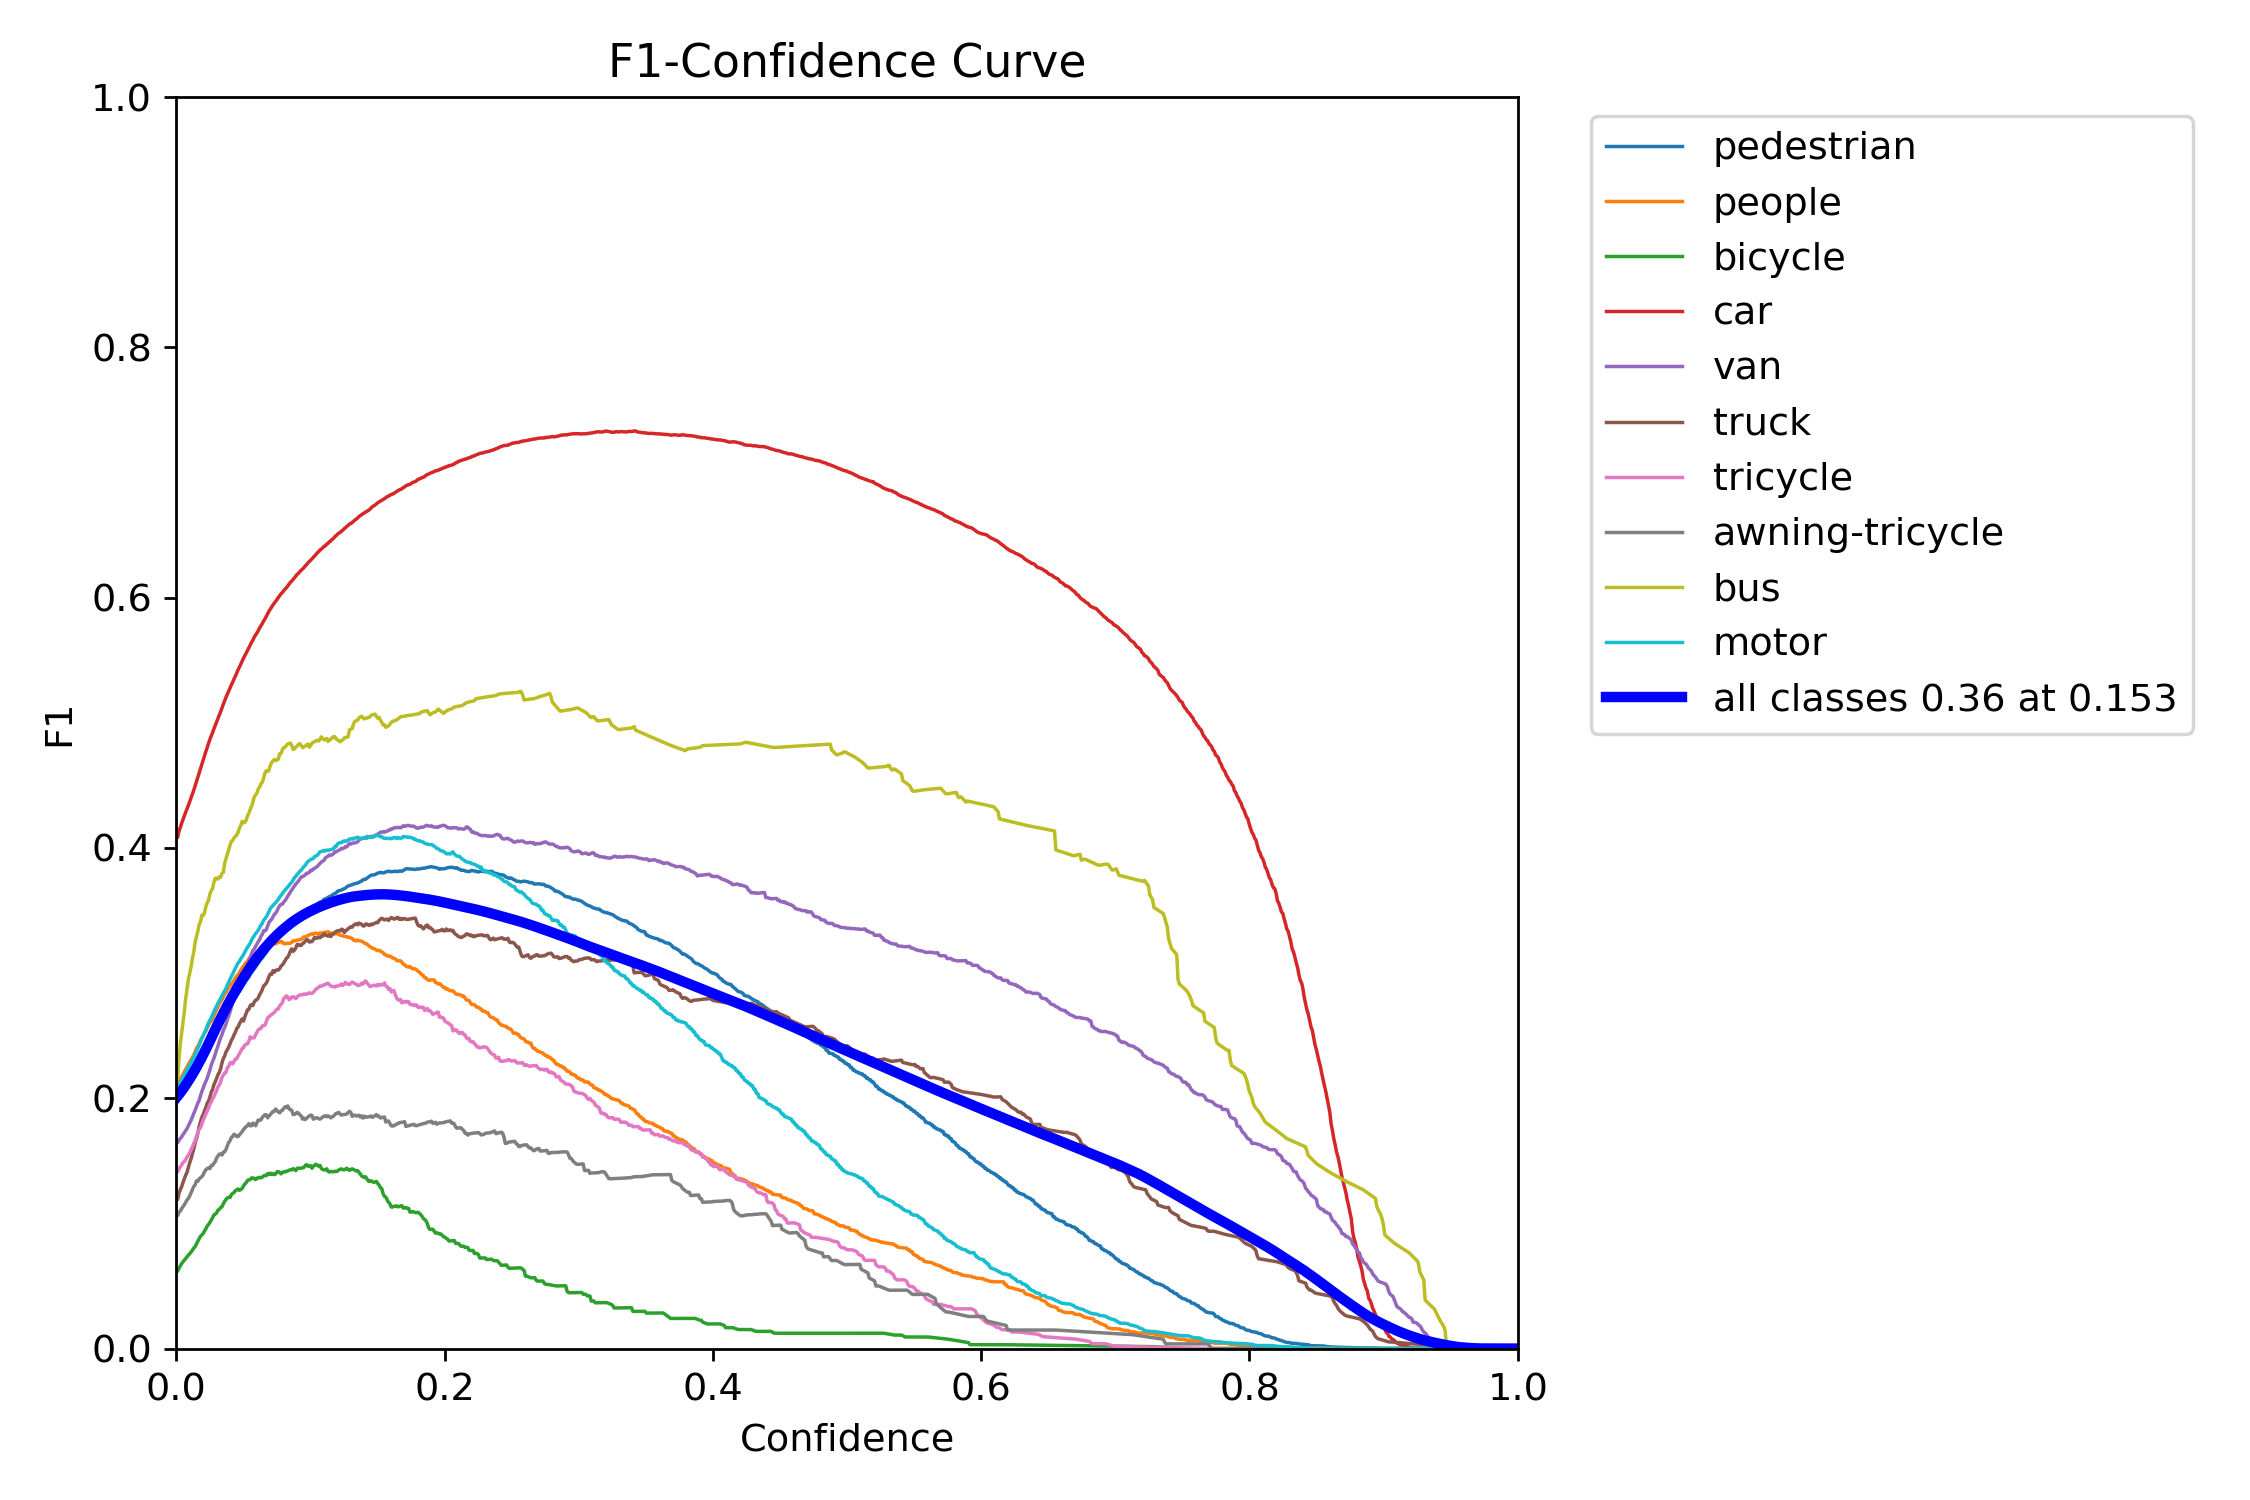 F1-Confidence Curve
1.0
0.8
0.6
0.4
0.2
0.0
F1
0.0 0.2 0.4 0.6 0.8 1.0
Confidence
pedestrian
people
bicycle
car
van
truck
tricycle
awning-tricycle
bus
motor
all classes 0.36 at 0.153